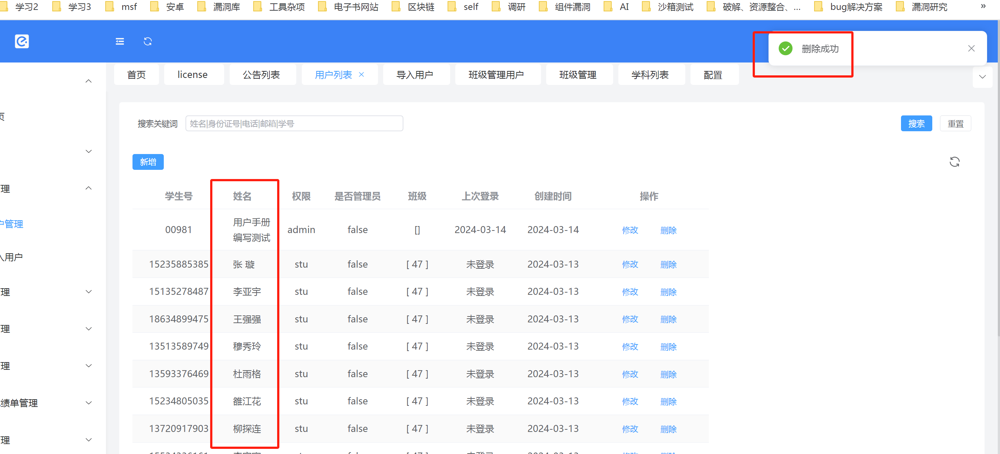 学习2 学习3 msf 安卓 漏洞库 工具杂项 电子书网站 区块链 self 调研 组件漏洞 AI 沙箱测试 破解、资源整合、... bug解决方案 漏洞研究 »
删除成功
首页 license 公告列表 用户列表 导入用户 班级管理用户 班级管理 学科列表 配置
页
理
户管理
入用户
理
理
理
绩单管理
理
搜索关键词 姓名|身份证号|电话|邮箱|学号 搜索 重置
新增
学生号 姓名 权限 是否管理员 班级 上次登录 创建时间 操作
00981 用户手册编写测试 admin false [] 2024-03-14 2024-03-14 修改 删除
15235885385 张 璇 stu false [ 47 ] 未登录 2024-03-13 修改 删除
15135278487 李亚宇 stu false [ 47 ] 未登录 2024-03-13 修改 删除
18634899475 王强强 stu false [ 47 ] 未登录 2024-03-13 修改 删除
13513589749 穆秀玲 stu false [ 47 ] 未登录 2024-03-13 修改 删除
13593376469 杜雨格 stu false [ 47 ] 未登录 2024-03-13 修改 删除
15234805035 雒江花 stu false [ 47 ] 未登录 2024-03-13 修改 删除
13720917903 柳探连 stu false [ 47 ] 未登录 2024-03-13 修改 删除